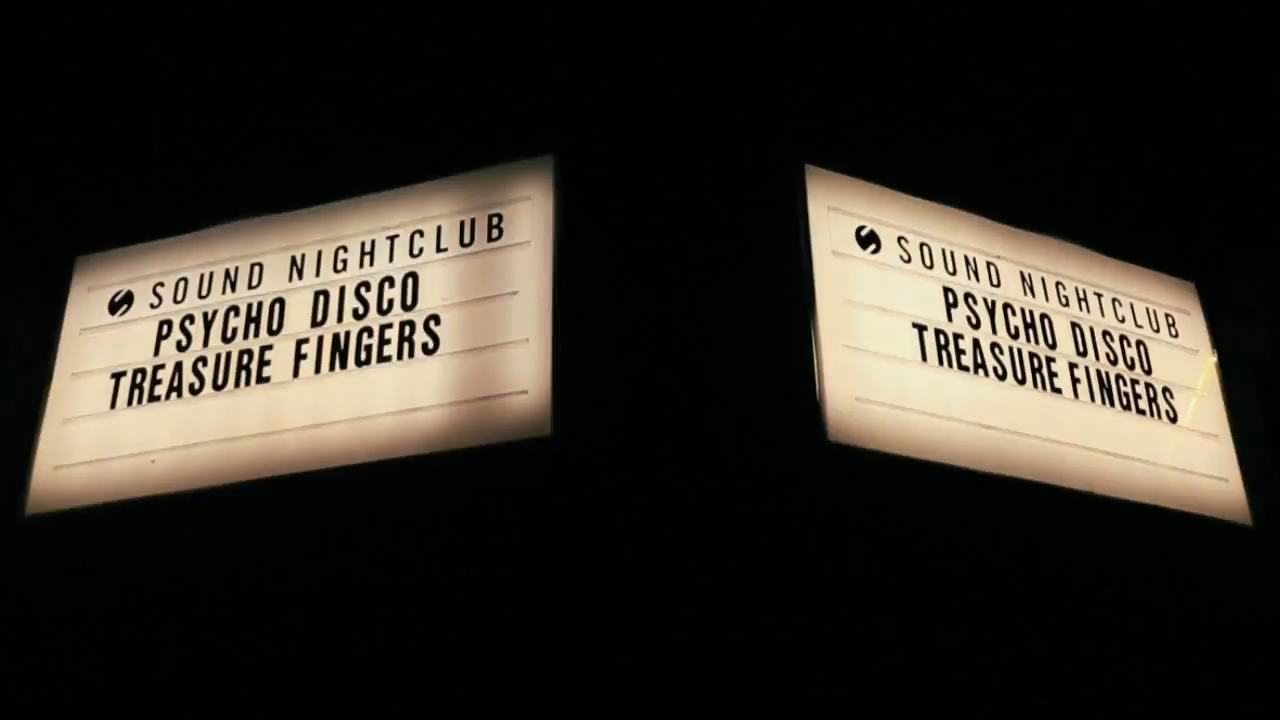 SOUND NIGHTCLUB
PSYCHO DISCO
TREASURE FINGERS
SOUND NIGHTCLUB
PSYCHO DISCO
TREASURE FINGERS